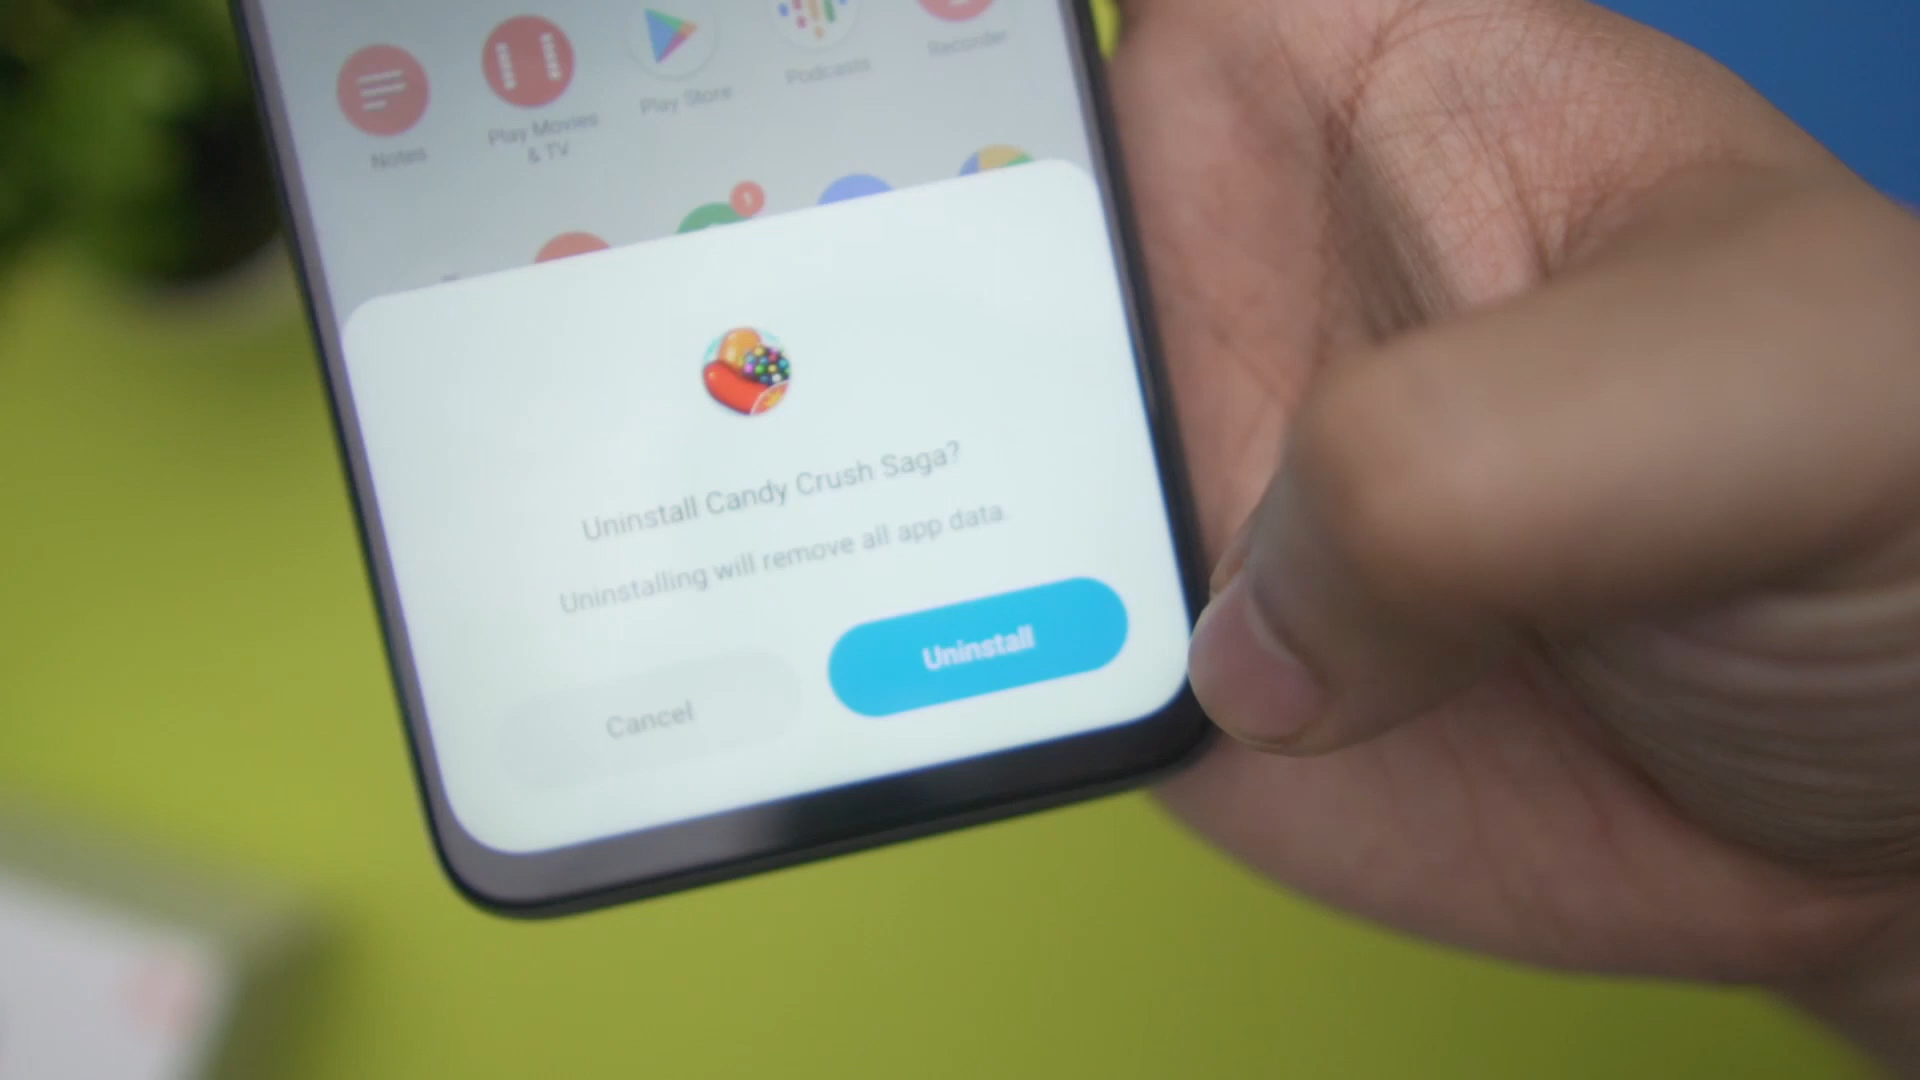 Notes
Play Movies
& TV
Play Store
Podcasts
Recorder
1
Uninstall Candy Crush Saga?
Uninstalling will remove all app data.
Cancel
Uninstall